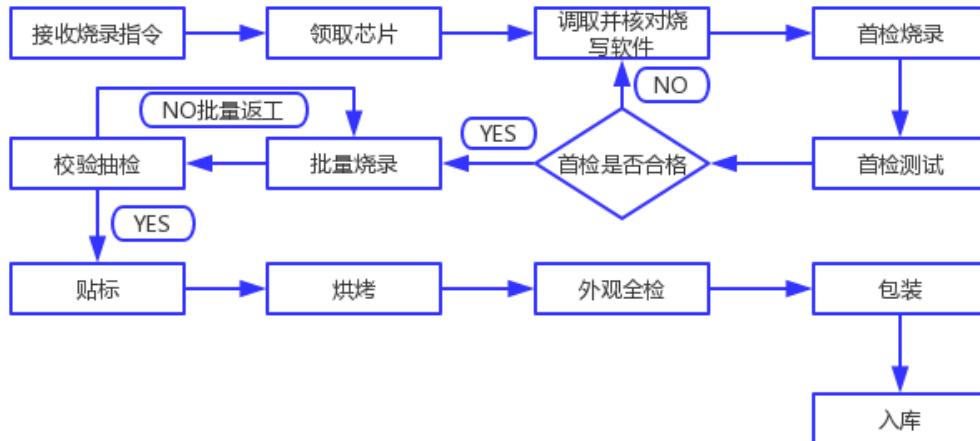 接收烧录指令
领取芯片
调取并核对烧
写软件
首检烧录
NO批量返工
NO
YES
校验抽检
批量烧录
首检是否合格
首检测试
YES
贴标
烘烤
外观全检
包装
入库